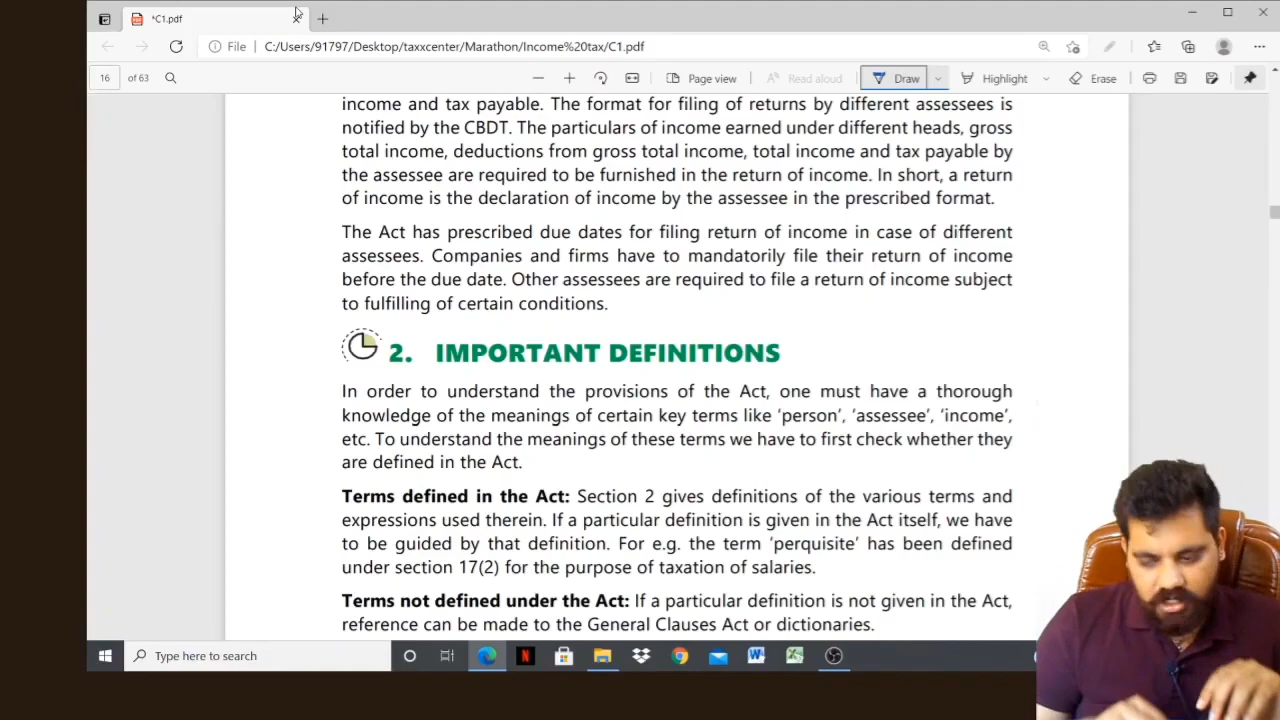 *C1.pdf
File
C:/Users/91797/Desktop/taxxcenter/Marathon/Income%20tax/C1.pdf
16 of 63
Page view
Read aloud
Draw
Highlight
Erase
income and tax payable. The format for filing of returns by different assessees is
notified by the CBDT. The particulars of income earned under different heads, gross
total income, deductions from gross total income, total income and tax payable by
the assessee are required to be furnished in the return of income. In short, a return
of income is the declaration of income by the assessee in the prescribed format.
The Act has prescribed due dates for filing return of income in case of different
assessees. Companies and firms have to mandatorily file their return of income
before the due date. Other assessees are required to file a return of income subject
to fulfilling of certain conditions.
2. IMPORTANT DEFINITIONS
In order to understand the provisions of the Act, one must have a thorough
knowledge of the meanings of certain key terms like ‘person’, ‘assessee’, ‘income’,
etc. To understand the meanings of these terms we have to first check whether they
are defined in the Act.
Terms defined in the Act: Section 2 gives definitions of the various terms and
expressions used therein. If a particular definition is given in the Act itself, we have
to be guided by that definition. For e.g. the term ‘perquisite’ has been defined
under section 17(2) for the purpose of taxation of salaries.
Terms not defined under the Act: If a particular definition is not given in the Act,
reference can be made to the General Clauses Act or dictionaries.
Type here to search